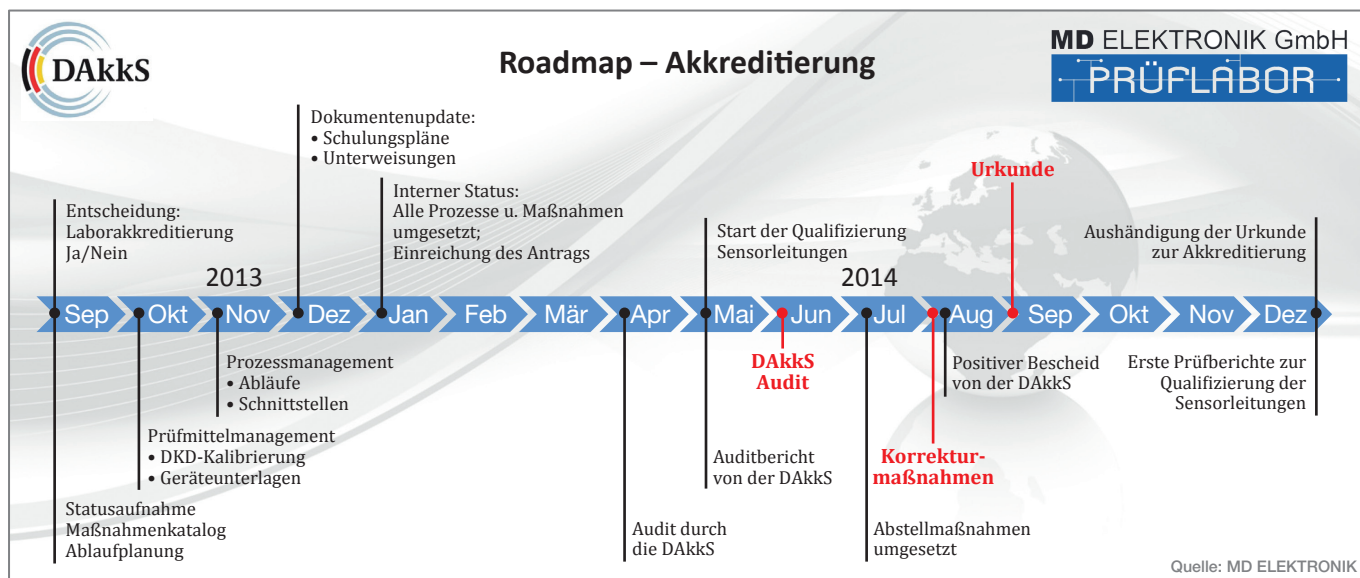 DAkkS
Roadmap – Akkreditierung
MD ELEKTRONIK GmbH
PRÜFLABOR
Dokumentenupdate:
• Schulungspläne
• Unterweisungen
Urkunde
Entscheidung:
Laborakkreditierung
Ja/Nein
Interner Status:
Alle Prozesse u. Maßnahmen
umgesetzt;
Einreichung des Antrags
Start der Qualifizierung
Sensorleitungen
Aushändigung der Urkunde
zur Akkreditierung
2013
2014
Sep Okt Nov Dez Jan Feb Mär Apr Mai Jun Jul Aug Sep Okt Nov Dez
Prozessmanagement
• Abläufe
• Schnittstellen
DAkkS
Audit
Positiver Bescheid
von der DAkkS
Erste Prüfberichte zur
Qualifizierung der
Sensorleitungen
Prüfmittelmanagement
• DKD-Kalibrierung
• Geräteunterlagen
Auditbericht
von der DAkkS
Korrektur-
maßnahmen
Statusaufnahme
Maßnahmenkatalog
Ablaufplanung
Audit durch
die DAkkS
Abstellmaßnahmen
umgesetzt
Quelle: MD ELEKTRONIK